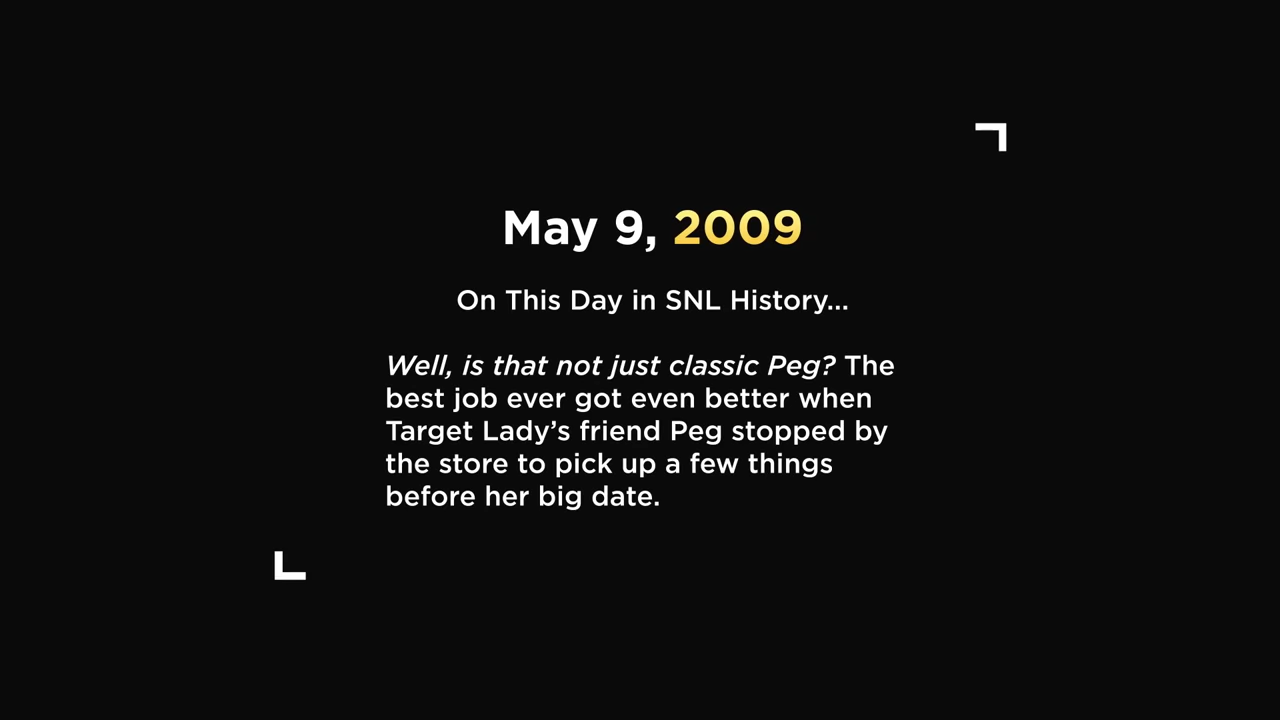 May 9, 2009
On This Day in SNL History...
Well, is that not just classic Peg? The
best job ever got even better when
Target Lady’s friend Peg stopped by
the store to pick up a few things
before her big date.